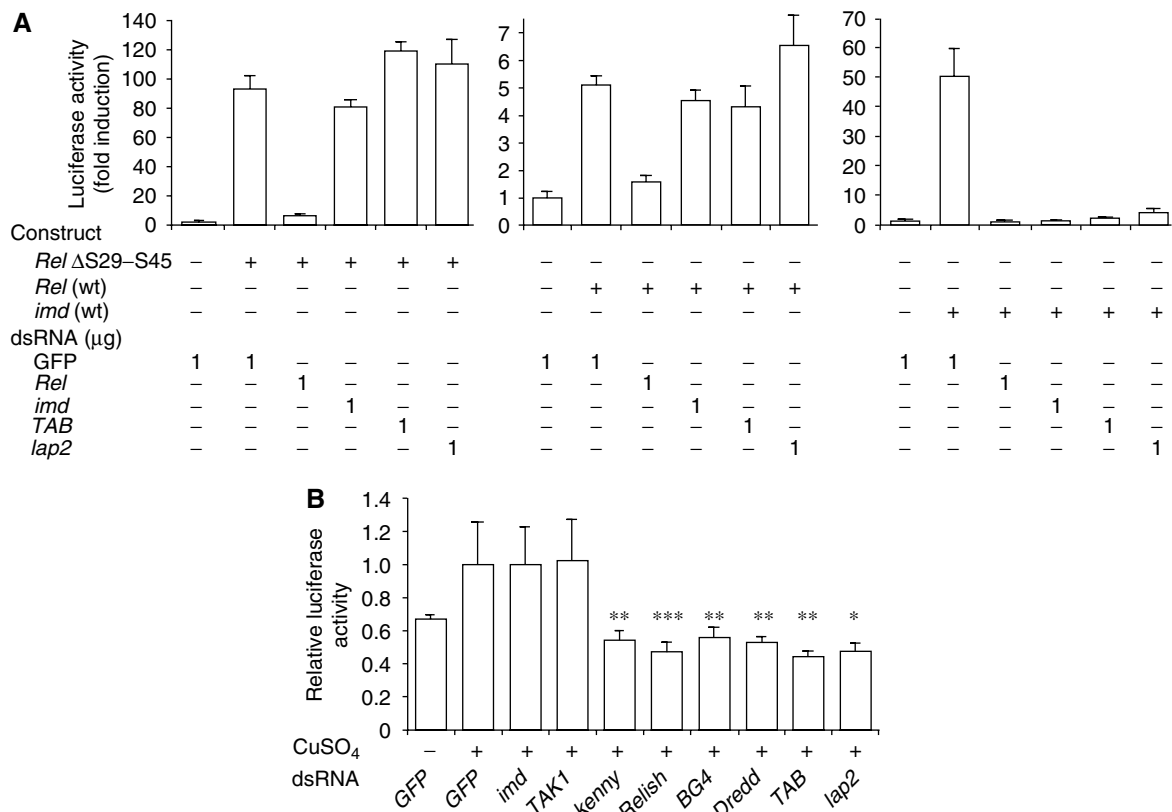 A
Luciferase activity
(fold induction)
140
120
100
80
60
40
20
0
7
6
5
4
3
2
1
0
70
60
50
40
30
20
10
0
Construct
Rel ΔS29–S45 – + + + + + – – – – – – – – – – – –
Rel (wt) – – – – – – – + + + + + – – – – – –
imd (wt) – – – – – – – – – – – – – + + + + +
dsRNA (μg)
GFP 1 1 – – – – 1 1 – – – – 1 1 – – – –
Rel – – 1 – – – – – 1 – – – – – 1 – – –
imd – – – 1 – – – – – 1 – – – – – 1 – –
TAB – – – – 1 – – – – – 1 – – – – – 1 –
Iap2 – – – – – 1 – – – – – 1 – – – – – 1
B
Relative luciferase
activity
1.4
1.2
1.0
0.8
0.6
0.4
0.2
0
** *** ** ** ** *
CuSO4 – + + + + + + + + +
dsRNA GFP GFP imd TAK1 kenny Relish BG4 Dredd TAB Iap2